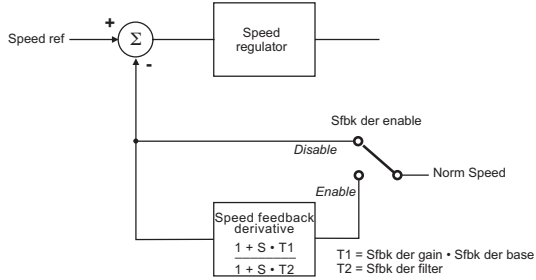 +
Speed ref
Σ
Speed
regulator
-
Sfbk der enable
Disable
Norm Speed
Enable
Speed feedback
derivative
1 + S • T1
1 + S • T2
T1 = Sfbk der gain • Sfbk der base
T2 = Sfbk der filter